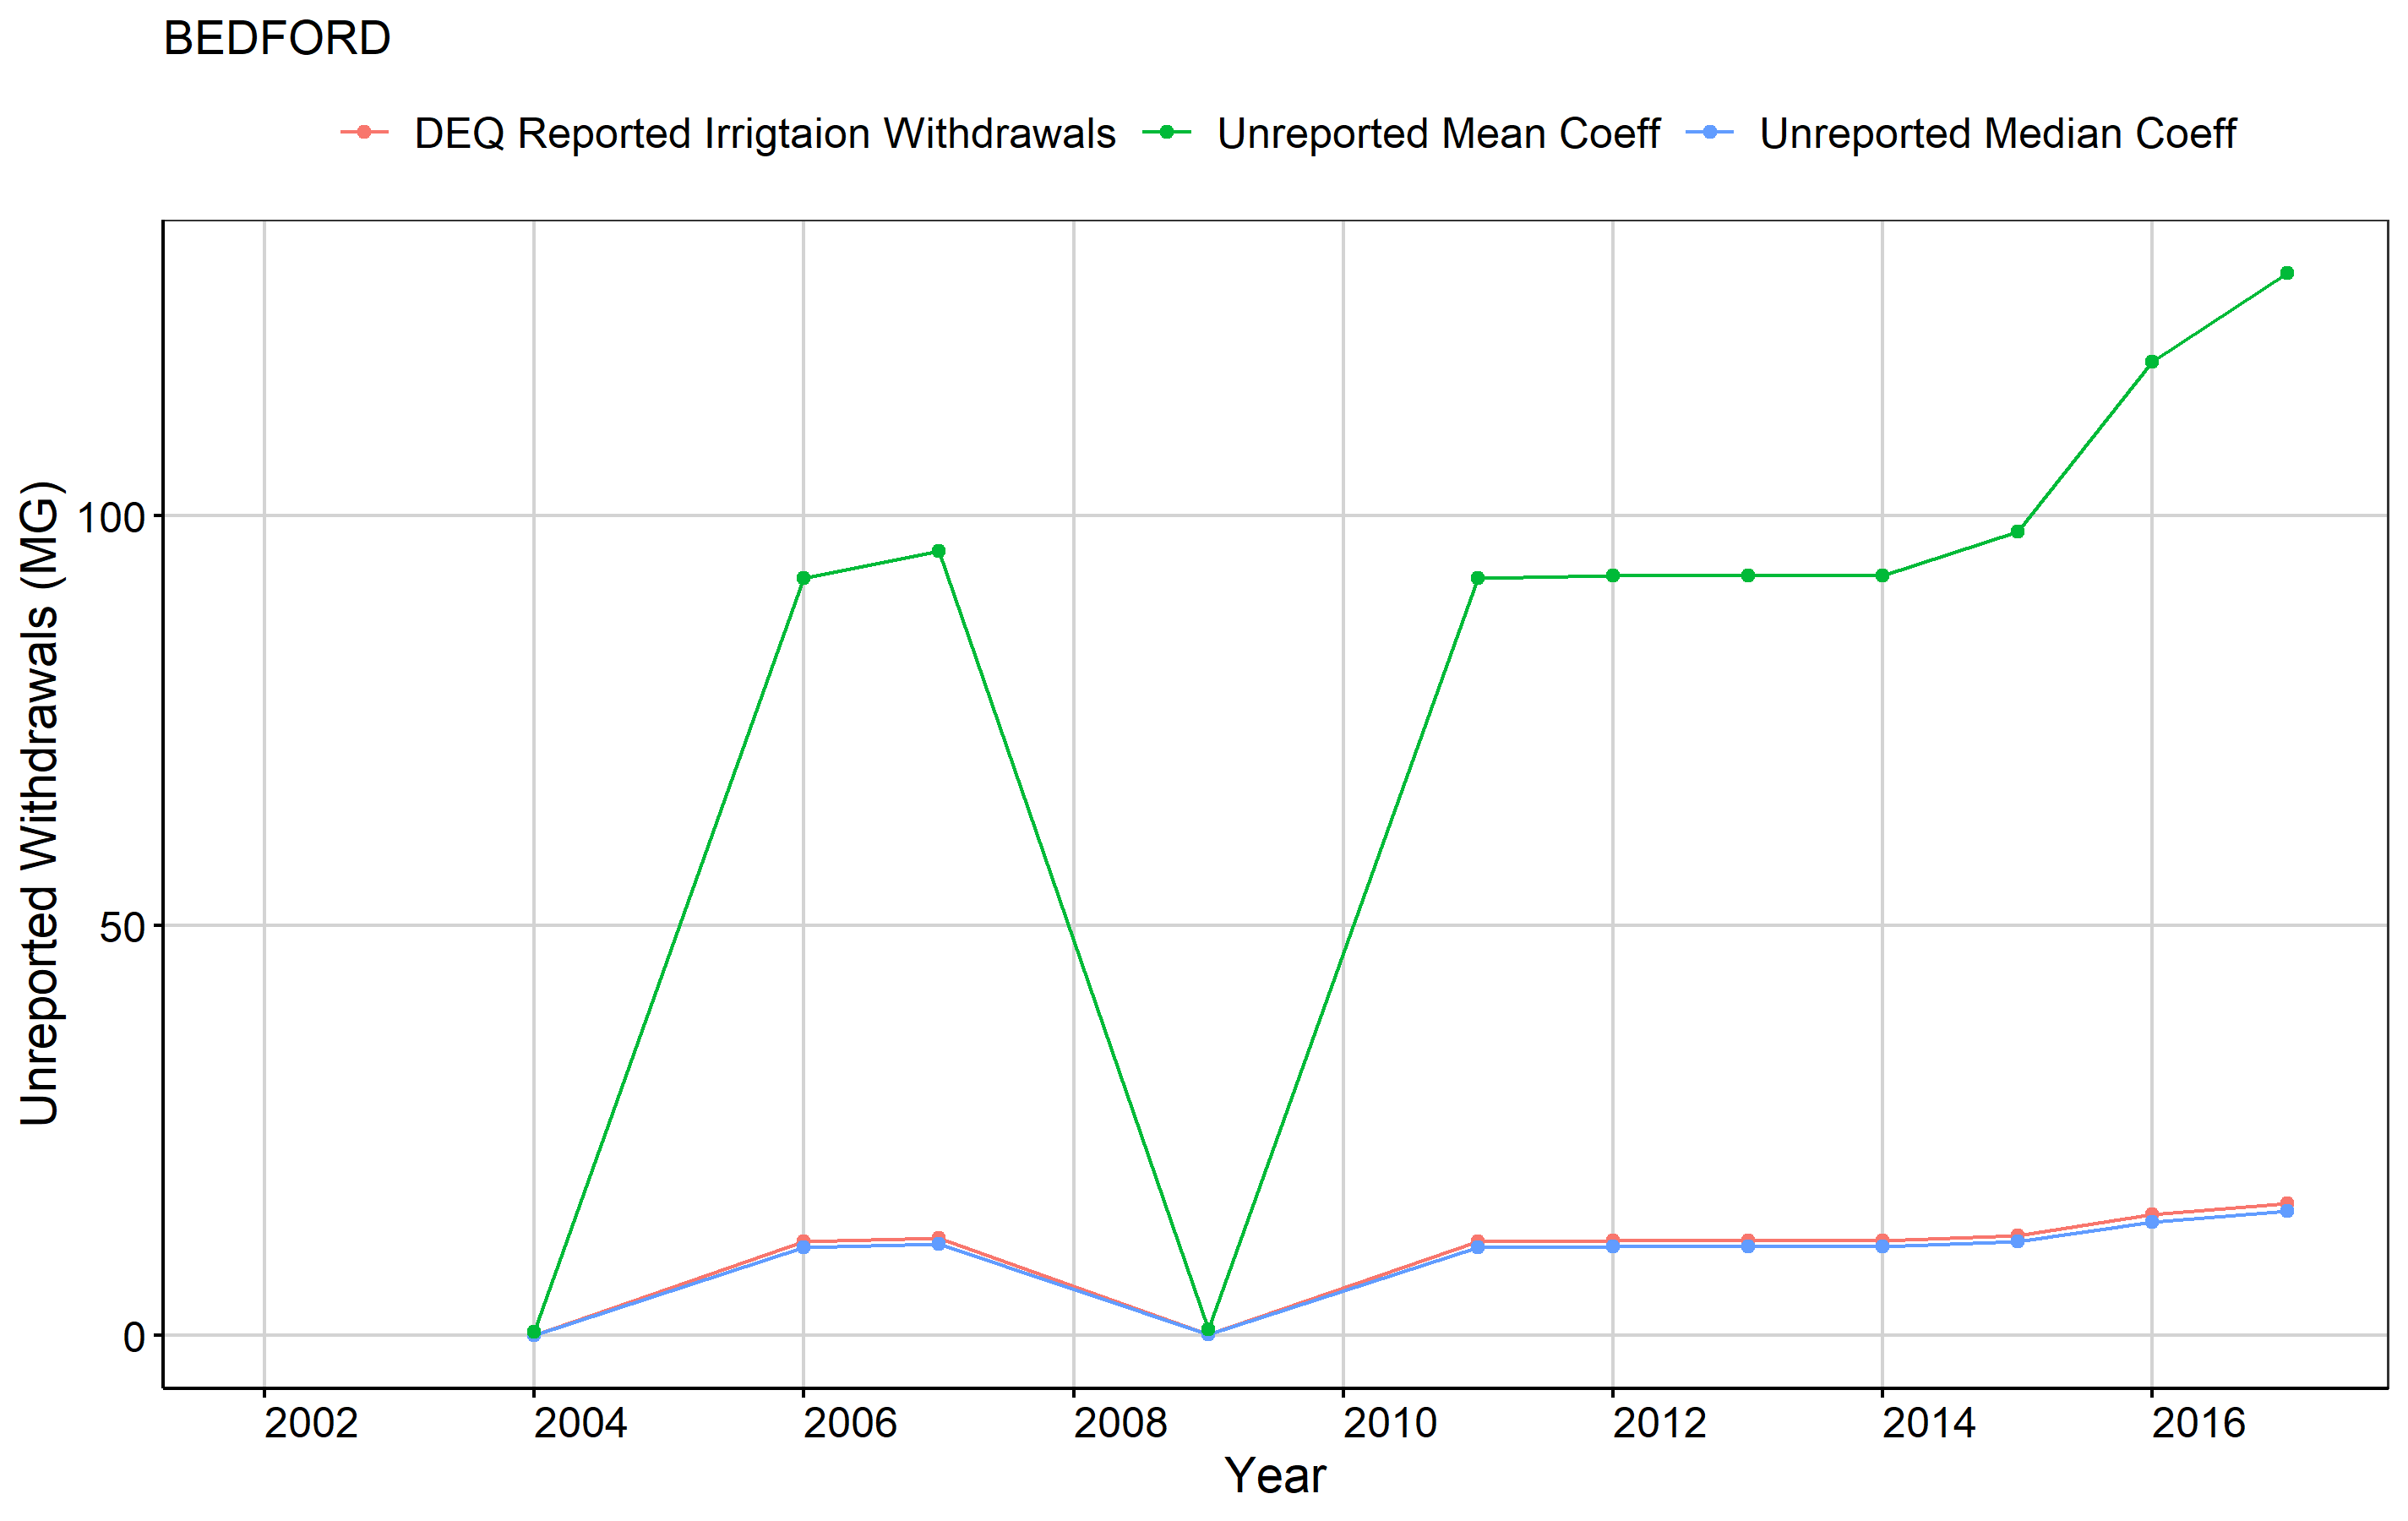 BEDFORD
DEQ Reported Irrigtaion Withdrawals Unreported Mean Coeff Unreported Median Coeff
Unreported Withdrawals (MG)
100
50
0
2002 2004 2006 2008 2010 2012 2014 2016
Year